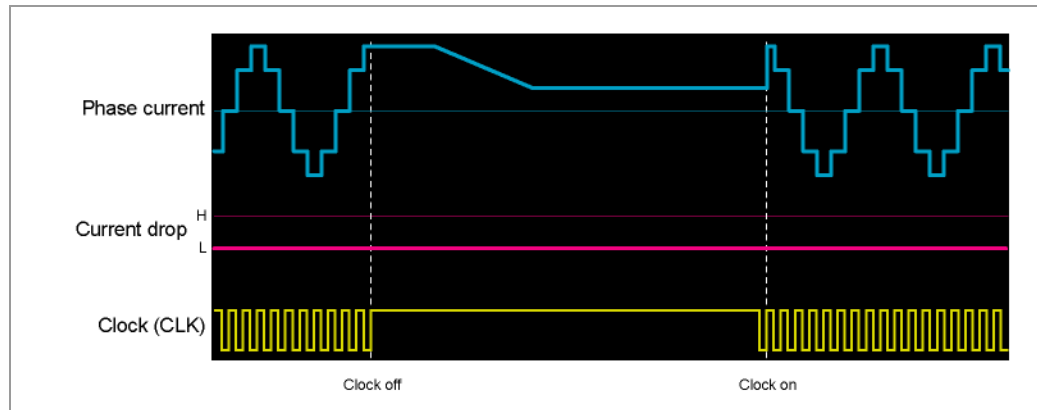 Phase current
H
Current drop
L
Clock (CLK)
Clock off
Clock on